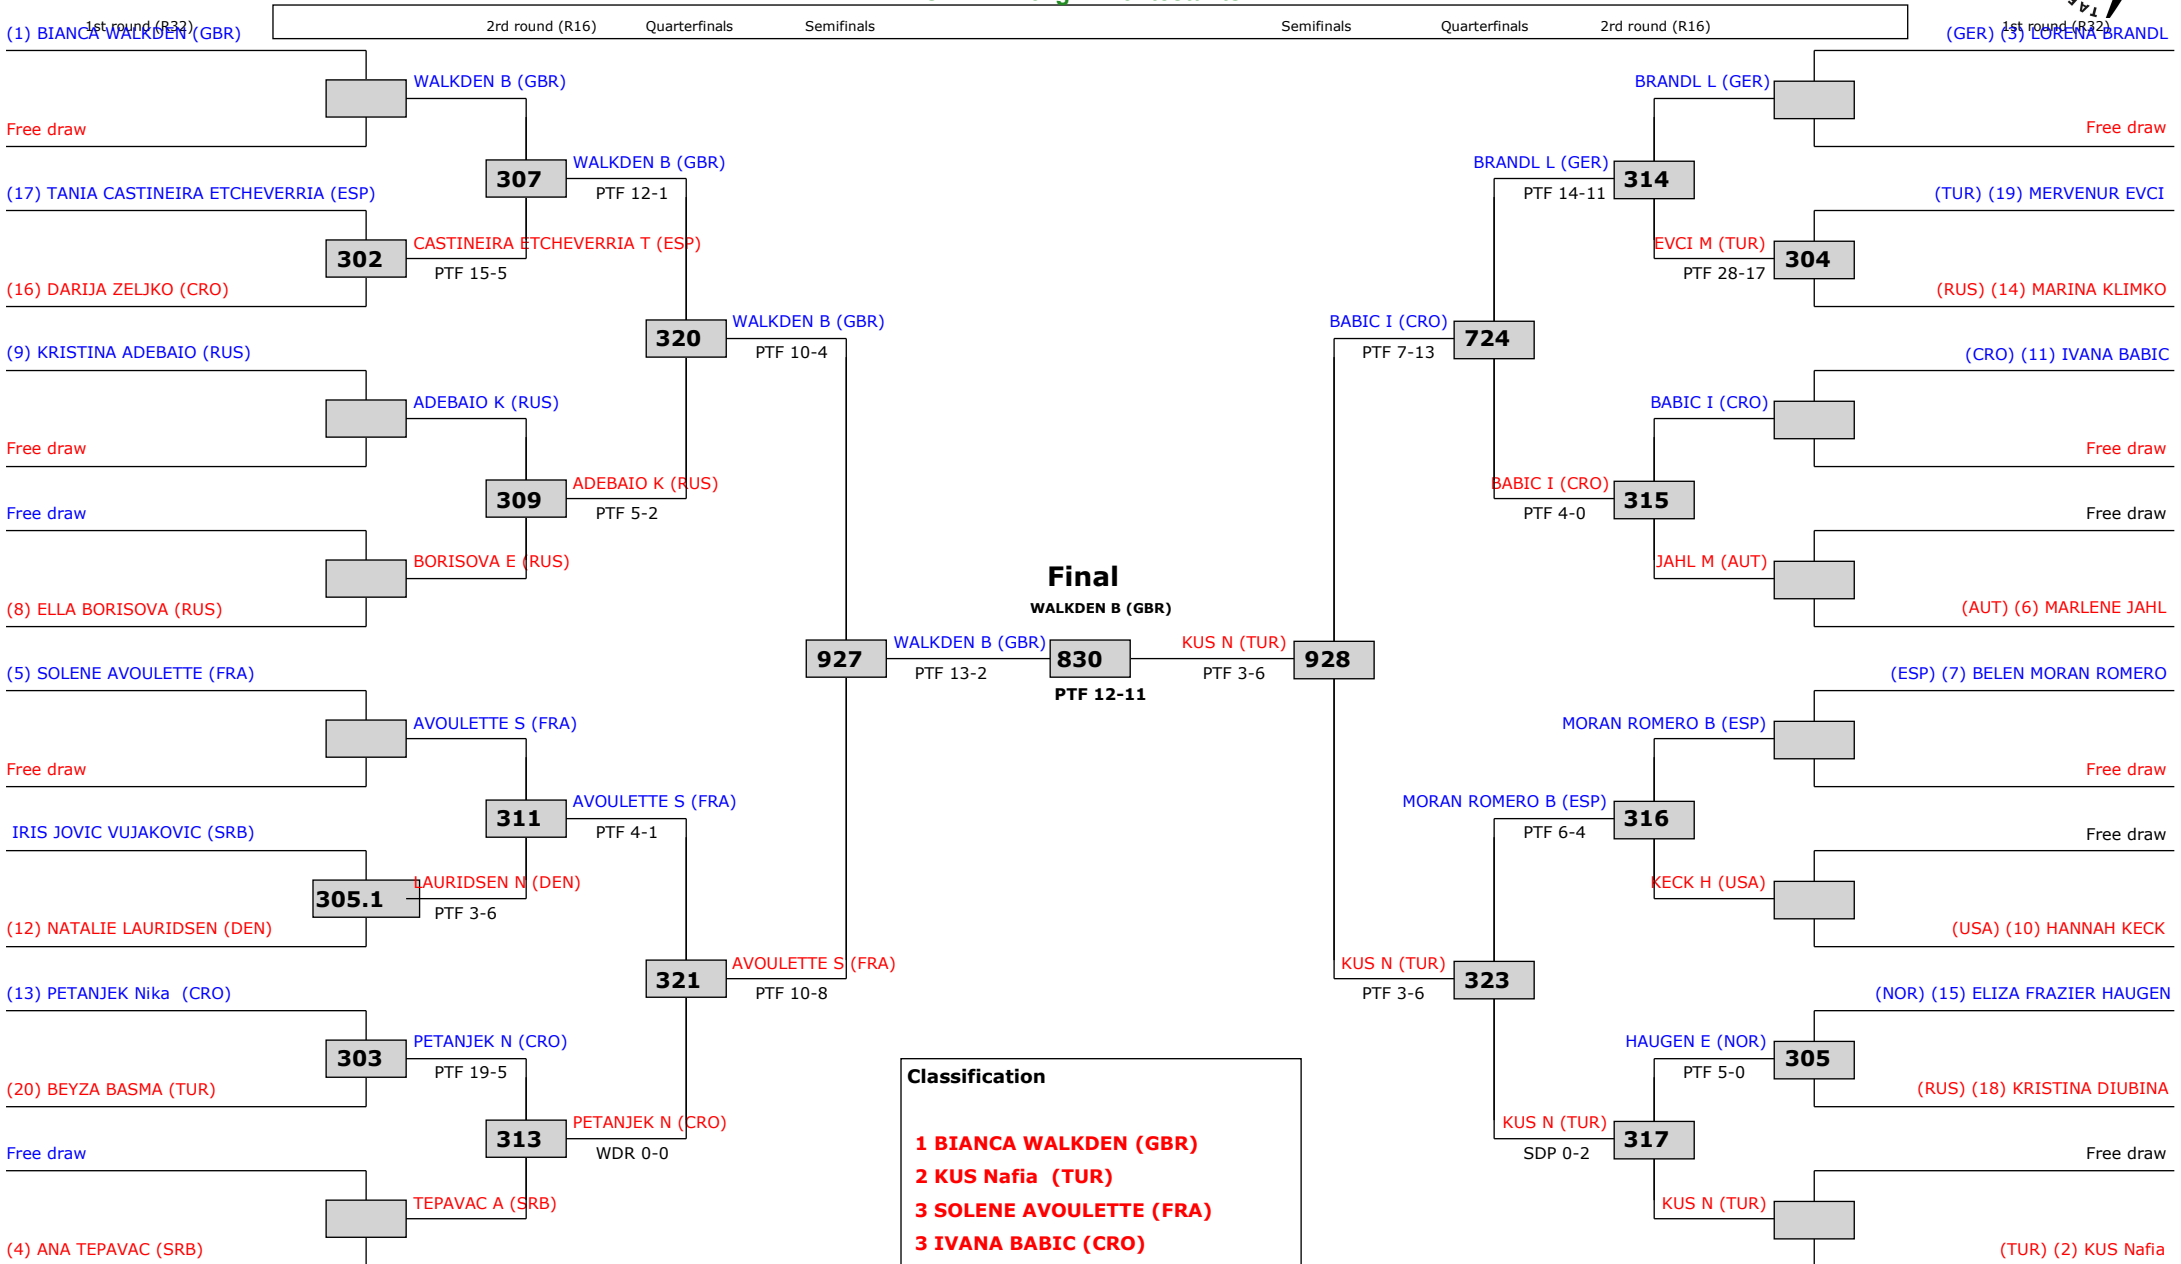 1st round (R32)
2rd round (R16)
Quarterfinals
Semifinals
Semifinals
Quarterfinals
2rd round (R16)
1st round (R32)
(1) BIANCA WALKDEN (GBR)
WALKDEN B (GBR)
Free draw
307
WALKDEN B (GBR)
PTF 12-1
(17) TANIA CASTINEIRA ETCHEVERRIA (ESP)
302
CASTINEIRA ETCHEVERRIA T (ESP)
PTF 15-5
(16) DARIJA ZELJKO (CRO)
320
WALKDEN B (GBR)
PTF 10-4
(9) KRISTINA ADEBAIO (RUS)
ADEBAIO K (RUS)
Free draw
309
ADEBAIO K (RUS)
PTF 5-2
Free draw
BORISOVA E (RUS)
(8) ELLA BORISOVA (RUS)
927
WALKDEN B (GBR)
PTF 13-2
(5) SOLENE AVOULETTE (FRA)
AVOULETTE S (FRA)
Free draw
311
AVOULETTE S (FRA)
PTF 4-1
IRIS JOVIC VUJAKOVIC (SRB)
305.1
LAURIDSEN N (DEN)
PTF 3-6
(12) NATALIE LAURIDSEN (DEN)
321
AVOULETTE S (FRA)
PTF 10-8
(13) PETANJEK Nika (CRO)
303
PETANJEK N (CRO)
PTF 19-5
(20) BEYZA BASMA (TUR)
313
PETANJEK N (CRO)
WDR 0-0
Free draw
TEPAVAC A (SRB)
(4) ANA TEPAVAC (SRB)
Final
WALKDEN B (GBR)
830
PTF 12-11
(GER) (3) LORENA BRANDL
BRANDL L (GER)
Free draw
BRANDL L (GER)
314
PTF 14-11
(TUR) (19) MERVENUR EVCI
EVCI M (TUR)
304
PTF 28-17
(RUS) (14) MARINA KLIMKO
BABIC I (CRO)
724
PTF 7-13
(CRO) (11) IVANA BABIC
BABIC I (CRO)
Free draw
BABIC I (CRO)
315
PTF 4-0
Free draw
JAHL M (AUT)
(AUT) (6) MARLENE JAHL
KUS N (TUR)
928
PTF 3-6
(ESP) (7) BELEN MORAN ROMERO
MORAN ROMERO B (ESP)
Free draw
MORAN ROMERO B (ESP)
316
PTF 6-4
Free draw
KECK H (USA)
(USA) (10) HANNAH KECK
KUS N (TUR)
323
PTF 3-6
(NOR) (15) ELIZA FRAZIER HAUGEN
HAUGEN E (NOR)
305
PTF 5-0
(RUS) (18) KRISTINA DIUBINA
KUS N (TUR)
317
SDP 0-2
Free draw
KUS N (TUR)
(TUR) (2) KUS Nafia
Classification
1 BIANCA WALKDEN (GBR)
2 KUS Nafia (TUR)
3 SOLENE AVOULETTE (FRA)
3 IVANA BABIC (CRO)